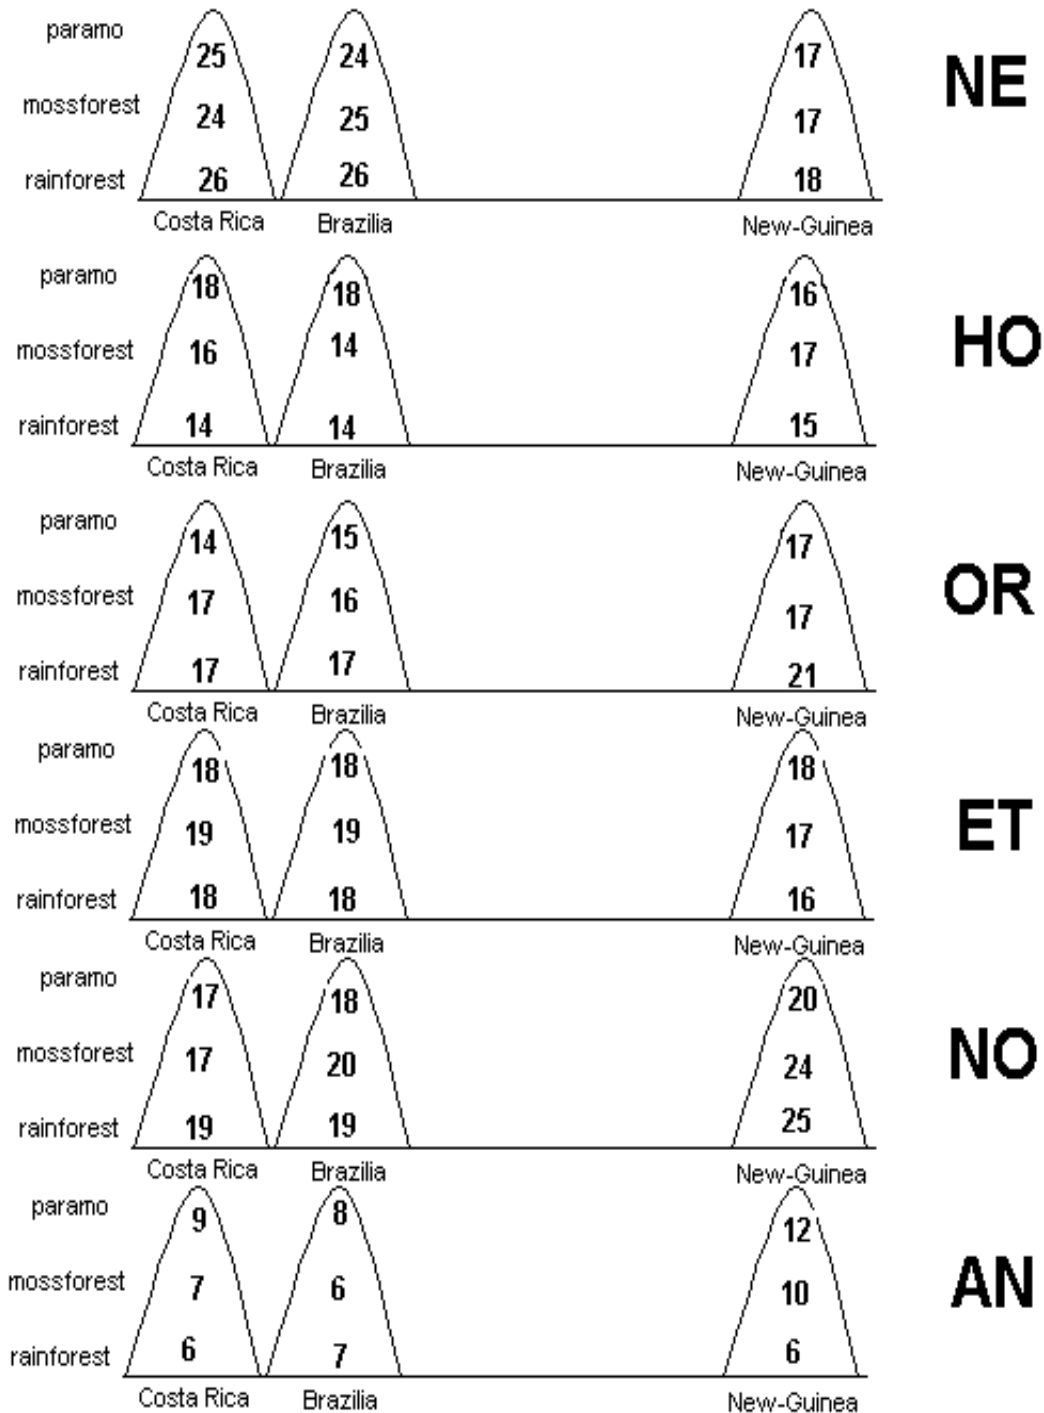 paramo 25 24 17 NE
mossforest 24 25 17
rainforest 26 26 18
Costa Rica Brazilia New-Guinea
paramo 18 18 16 HO
mossforest 16 14 17
rainforest 14 14 15
Costa Rica Brazilia New-Guinea
paramo 14 15 17 OR
mossforest 17 16 17
rainforest 17 17 21
Costa Rica Brazilia New-Guinea
paramo 18 18 18 ET
mossforest 19 19 17
rainforest 18 18 16
Costa Rica Brazilia New-Guinea
paramo 17 18 20 NO
mossforest 17 20 24
rainforest 19 19 25
Costa Rica Brazilia New-Guinea
paramo 9 8 12 AN
mossforest 7 6 10
rainforest 6 7 6
Costa Rica Brazilia New-Guinea